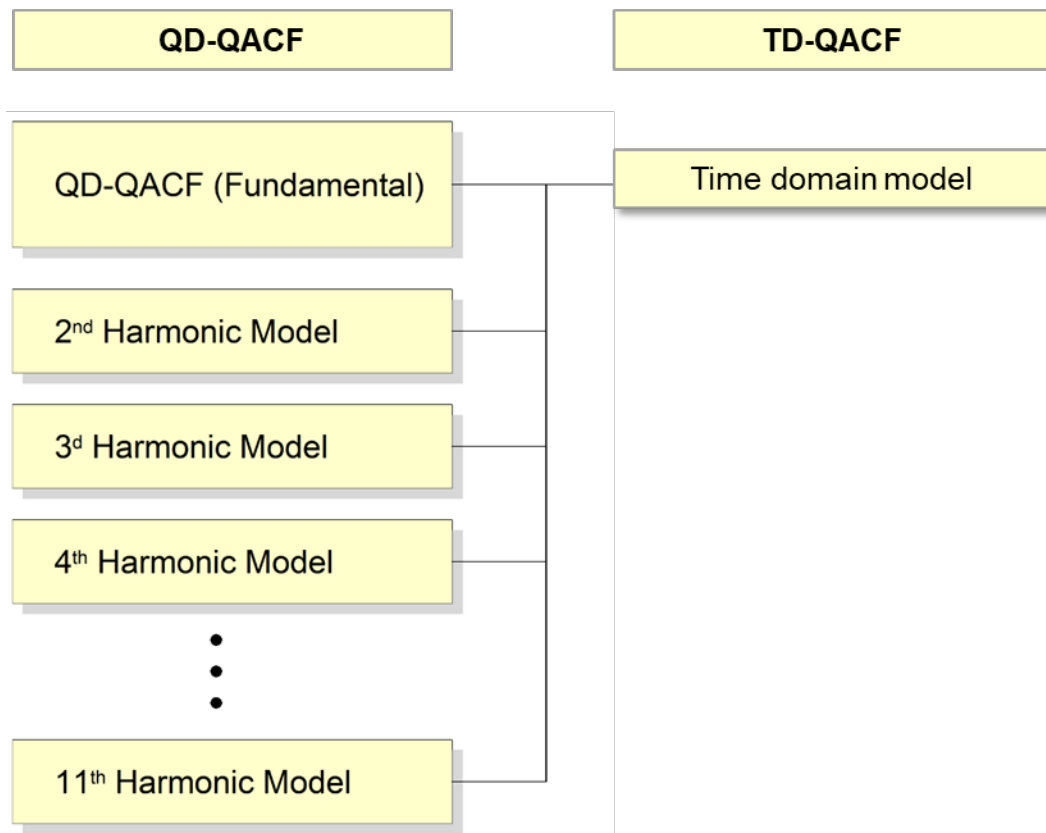 QD-QACF
TD-QACF
QD-QACF (Fundamental)
Time domain model
2nd Harmonic Model
3d Harmonic Model
4th Harmonic Model
11th Harmonic Model